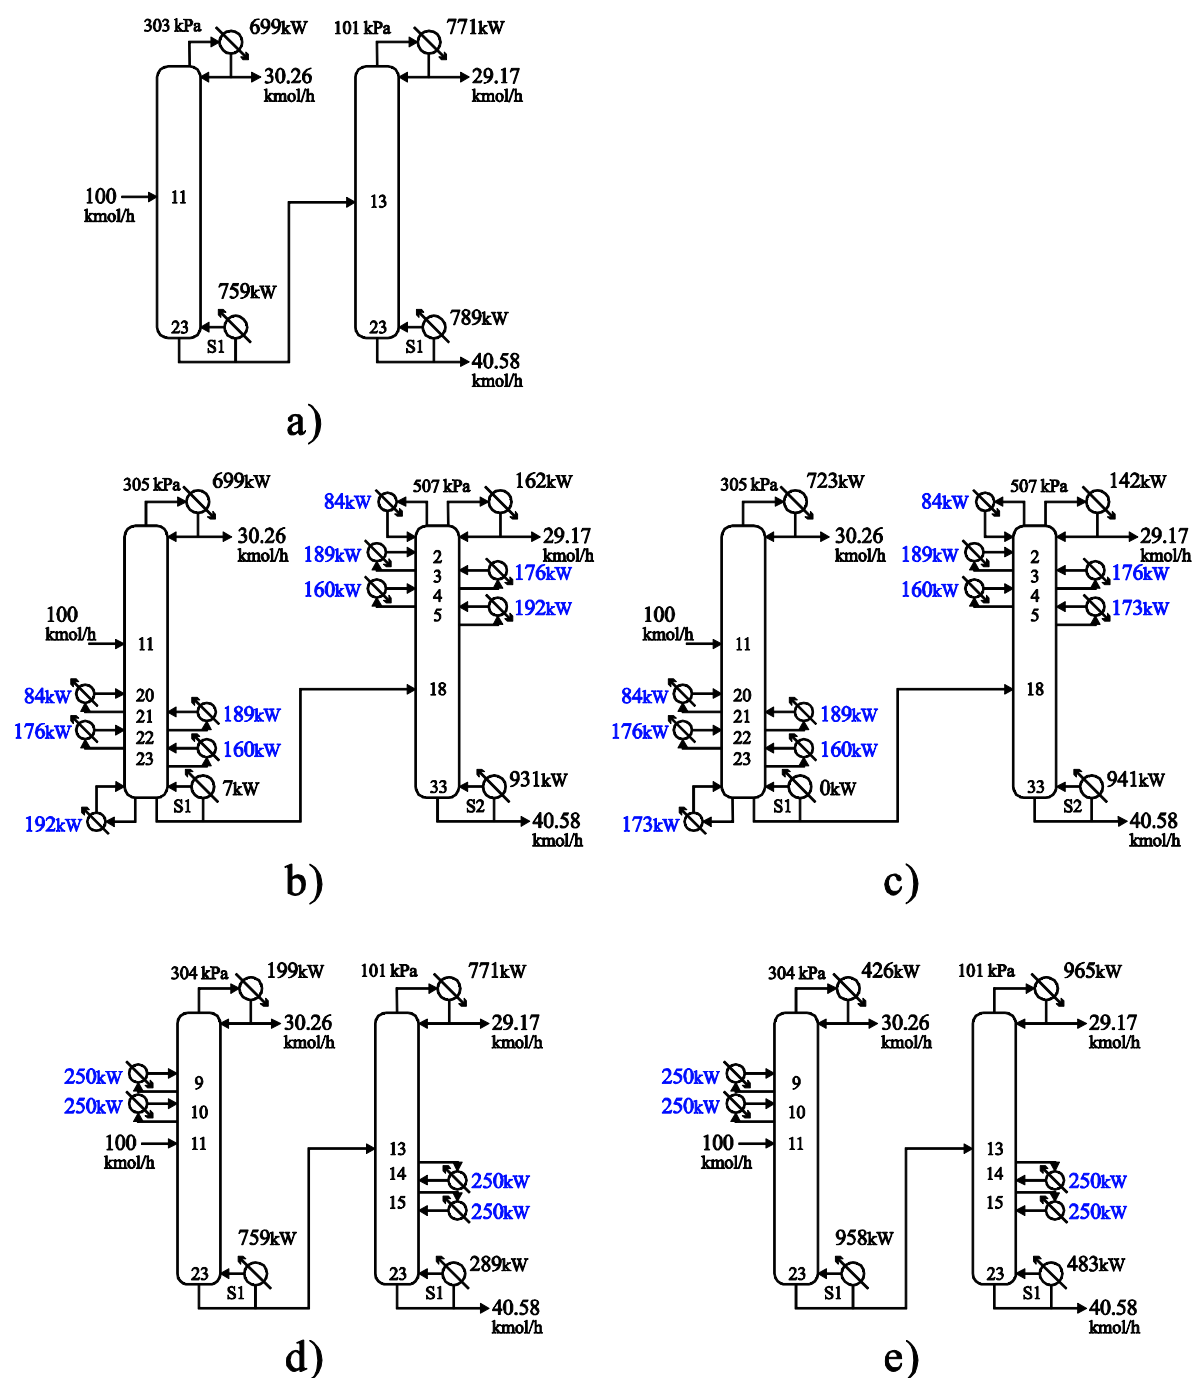 303 kPa 699kW 101 kPa 771kW
30.26 29.17
kmol/h kmol/h
100 11 13
kmol/h
759kW 789kW
23 S1 23 S1
40.58
kmol/h
a)
305 kPa 699kW 84kW 507 kPa 162kW
30.26 29.17
kmol/h kmol/h
189kW 2
3 176kW
160kW 4
5 192kW
100
kmol/h
11
84kW 20 18
21 189kW
176kW 22
23 160kW
7kW 33 931kW
S1 S2
192kW 40.58
kmol/h
b)
305 kPa 723kW 84kW 507 kPa 142kW
30.26 29.17
kmol/h kmol/h
189kW 2
3 176kW
160kW 4
5 173kW
100
kmol/h
11
84kW 20 18
21 189kW
176kW 22
23 160kW
0kW 33 941kW
S1 S2
173kW 40.58
kmol/h
c)
304 kPa 199kW 101 kPa 771kW
30.26 29.17
kmol/h kmol/h
250kW 9
250kW 10
100 11 13
kmol/h
14 250kW
15 250kW
759kW 289kW
23 S1 23 S1
40.58
kmol/h
d)
304 kPa 426kW 101 kPa 965kW
30.26 29.17
kmol/h kmol/h
250kW 9
250kW 10
100 11 13
kmol/h
14 250kW
15 250kW
958kW 483kW
23 S1 23 S1
40.58
kmol/h
e)